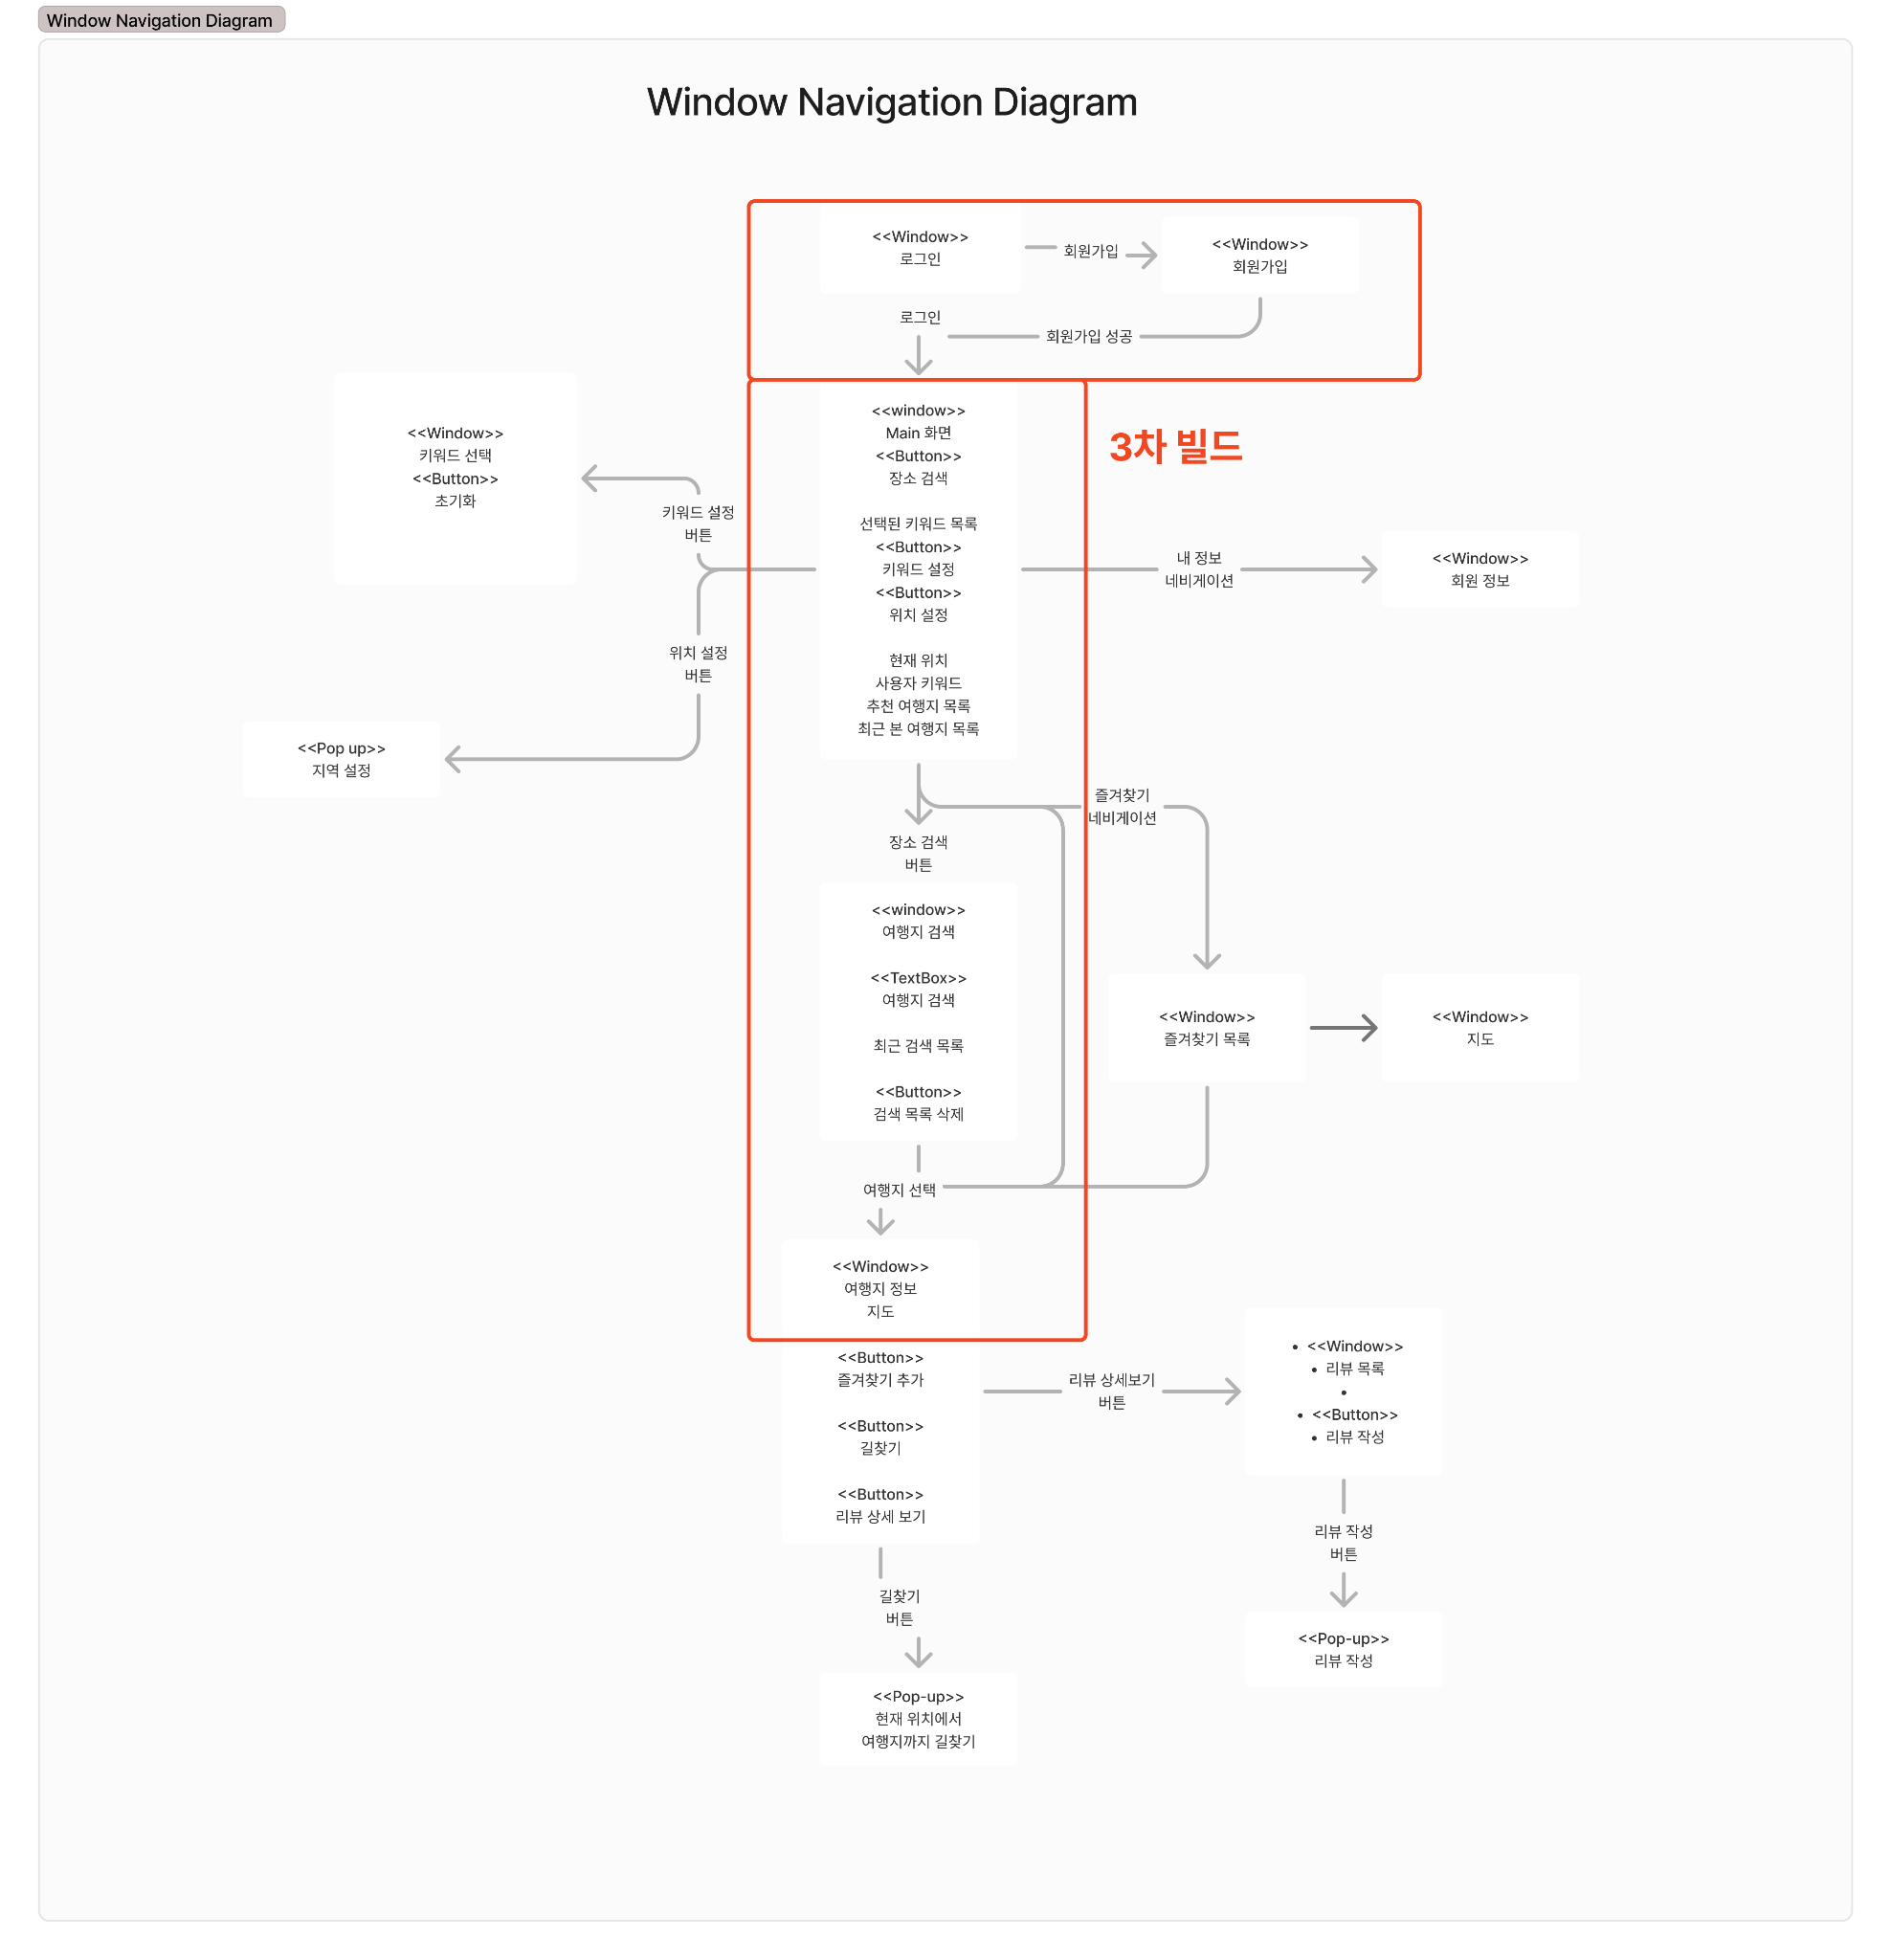 Window Navigation Diagram
Window Navigation Diagram
<<Window>>
로그인
회원가입
<<Window>>
회원가입
로그인
회원가입 성공
<<Window>>
키워드 선택
<<Button>>
초기화
키워드 설정
버튼
위치 설정
버튼
<<Pop up>>
지역 설정
<<window>>
Main 화면
<<Button>>
장소 검색
선택된 키워드 목록
<<Button>>
키워드 설정
<<Button>>
위치 설정
현재 위치
사용자 키워드
추천 여행지 목록
최근 본 여행지 목록
3차 빌드
내 정보
네비게이션
<<Window>>
회원 정보
즐겨찾기
네비게이션
장소 검색
버튼
<<window>>
여행지 검색
<<TextBox>>
여행지 검색
최근 검색 목록
<<Button>>
검색 목록 삭제
<<Window>>
즐겨찾기 목록
<<Window>>
지도
여행지 선택
<<Window>>
여행지 정보
지도
<<Button>>
즐겨찾기 추가
<<Button>>
길찾기
<<Button>>
리뷰 상세 보기
리뷰 상세보기
버튼
• <<Window>>
• 리뷰 목록
•
• <<Button>>
• 리뷰 작성
리뷰 작성
버튼
<<Pop-up>>
리뷰 작성
길찾기
버튼
<<Pop-up>>
현재 위치에서
여행지까지 길찾기